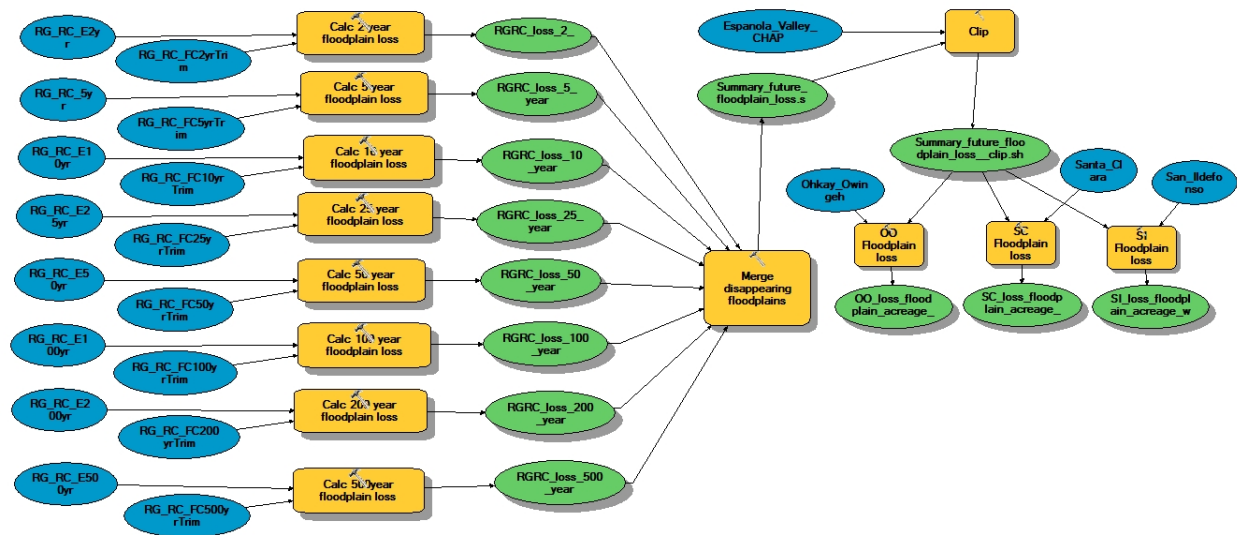 RG_RC_E2y
r
RG_RC_FC2yrTri
m
Calc 2 year
floodplain loss
RGRC_loss_2_
RG_RC_5y
r
RG_RC_FC5yrTr
im
Calc 5 year
floodplain loss
RGRC_loss_5_
year
RG_RC_E1
0yr
RG_RC_FC10yr
Trim
Calc 10 year
floodplain loss
RGRC_loss_10
_year
RG_RC_E2
5yr
RG_RC_FC25y
rTrim
Calc 25 year
floodplain loss
RGRC_loss_25_
year
RG_RC_E5
0yr
RG_RC_FC50y
rTrim
Calc 50 year
floodplain loss
RGRC_loss_50
_year
RG_RC_E1
00yr
RG_RC_FC100y
rTrim
Calc 100 year
floodplain loss
RGRC_loss_100
_year
RG_RC_E2
00yr
RG_RC_FC200
yrTrim
Calc 200 year
floodplain loss
RGRC_loss_200
_year
RG_RC_E50
0yr
RG_RC_FC500y
rTrim
Calc 500year
floodplain loss
RGRC_loss_500
_year
Merge
disappearing
floodplains
Summary_future_
floodplain_loss.s
Espanola_Valley_
CHAP
Clip
Summary_future_floo
dplain_loss__clip.sh
Ohkay_Owin
geh
Santa_Cl
ara
San_Ildefo
nso
OO
Floodplain
loss
SC
Floodplain
loss
SI
Floodplain
loss
OO_loss_flood
plain_acreage_
SC_loss_floodp
lain_acreage_
SI_loss_floodpl
ain_acreage_w